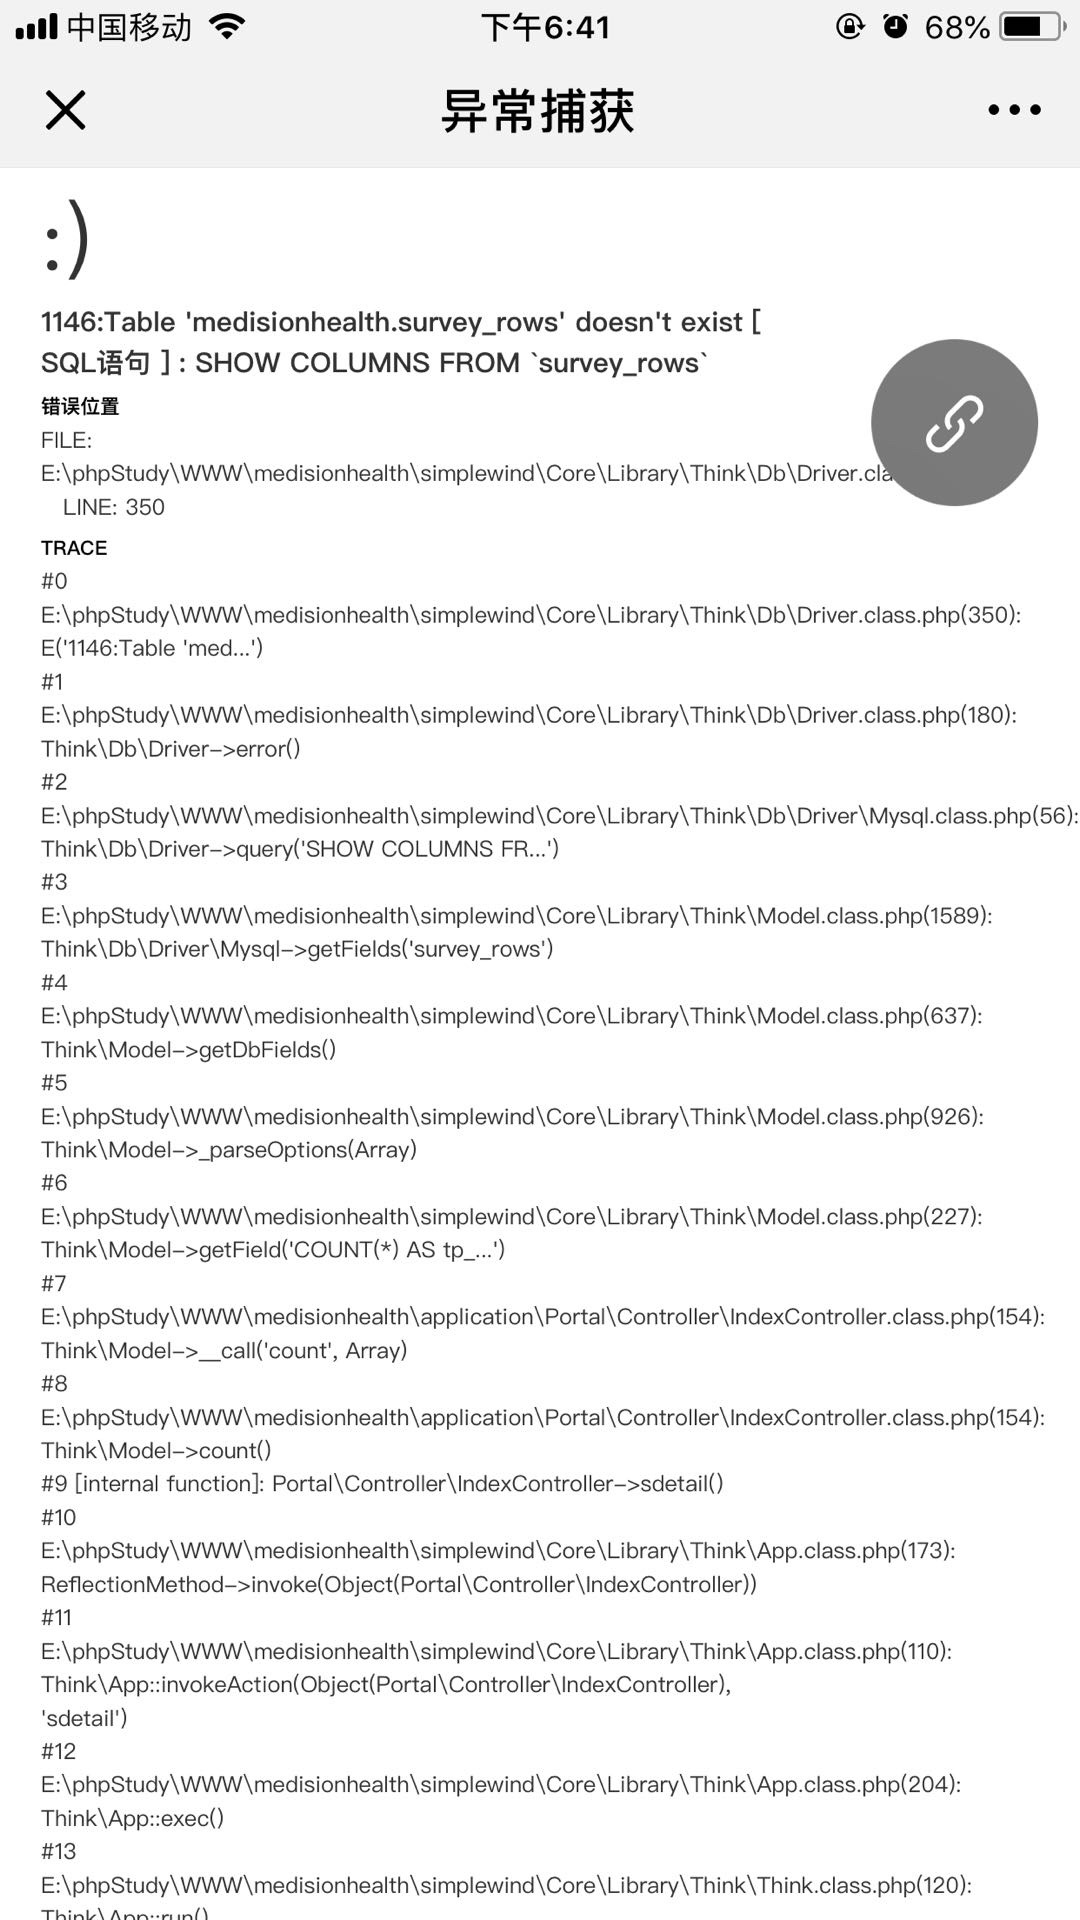 中国移动 下午6:41 68%
异常捕获
:)
1146:Table 'medisionhealth.survey_rows' doesn't exist [
SQL语句 ] : SHOW COLUMNS FROM `survey_rows`
错误位置
FILE:
E:\phpStudy\WWW\medisionhealth\simplewind\Core\Library\Think\Db\Driver.cla
LINE: 350
TRACE
#0
E:\phpStudy\WWW\medisionhealth\simplewind\Core\Library\Think\Db\Driver.class.php(350):
E('1146:Table 'med...')
#1
E:\phpStudy\WWW\medisionhealth\simplewind\Core\Library\Think\Db\Driver.class.php(180):
Think\Db\Driver->error()
#2
E:\phpStudy\WWW\medisionhealth\simplewind\Core\Library\Think\Db\Driver\Mysql.class.php(56):
Think\Db\Driver->query('SHOW COLUMNS FR...')
#3
E:\phpStudy\WWW\medisionhealth\simplewind\Core\Library\Think\Model.class.php(1589):
Think\Db\Driver\Mysql->getFields('survey_rows')
#4
E:\phpStudy\WWW\medisionhealth\simplewind\Core\Library\Think\Model.class.php(637):
Think\Model->getDbFields()
#5
E:\phpStudy\WWW\medisionhealth\simplewind\Core\Library\Think\Model.class.php(926):
Think\Model->_parseOptions(Array)
#6
E:\phpStudy\WWW\medisionhealth\simplewind\Core\Library\Think\Model.class.php(227):
Think\Model->getField('COUNT(*) AS tp_...')
#7
E:\phpStudy\WWW\medisionhealth\application\Portal\Controller\IndexController.class.php(154):
Think\Model->__call('count', Array)
#8
E:\phpStudy\WWW\medisionhealth\application\Portal\Controller\IndexController.class.php(154):
Think\Model->count()
#9 [internal function]: Portal\Controller\IndexController->sdetail()
#10
E:\phpStudy\WWW\medisionhealth\simplewind\Core\Library\Think\App.class.php(173):
ReflectionMethod->invoke(Object(Portal\Controller\IndexController))
#11
E:\phpStudy\WWW\medisionhealth\simplewind\Core\Library\Think\App.class.php(110):
Think\App::invokeAction(Object(Portal\Controller\IndexController),
'sdetail')
#12
E:\phpStudy\WWW\medisionhealth\simplewind\Core\Library\Think\App.class.php(204):
Think\App::exec()
#13
E:\phpStudy\WWW\medisionhealth\simplewind\Core\Library\Think\Think.class.php(120):
Think\App::run()